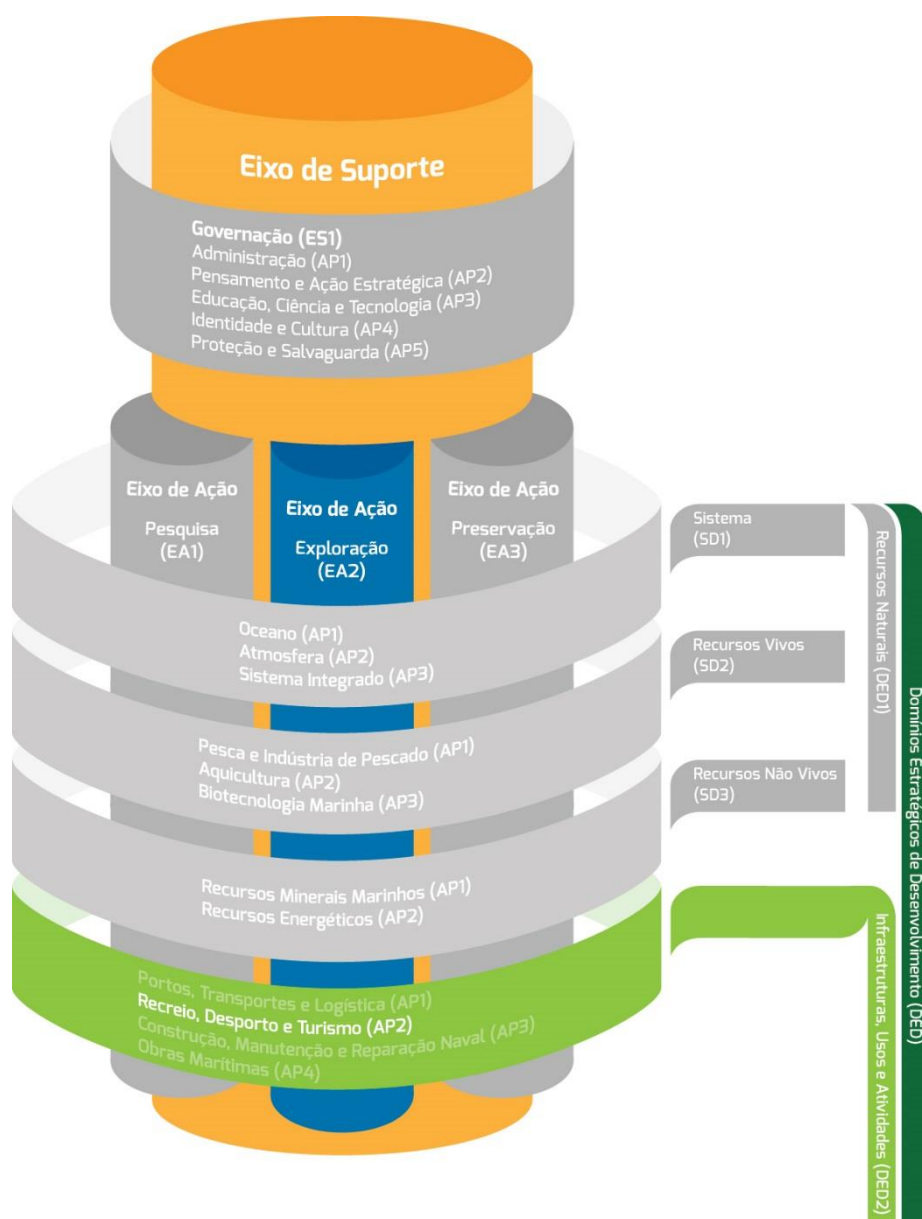 Eixo de Suporte
Governação (ES1)
Administração (AP1)
Pensamento e Ação Estratégica (AP2)
Educação, Ciência e Tecnologia (AP3)
Identidade e Cultura (AP4)
Proteção e Salvaguarda (AP5)
Eixo de Ação
Pesquisa
(EA1)
Eixo de Ação
Exploração
(EA2)
Eixo de Ação
Preservação
(EA3)
Oceano (AP1)
Atmosfera (AP2)
Sistema Integrado (AP3)
Pesca e Indústria de Pescado (AP1)
Aquicultura (AP2)
Biotecnologia Marinha (AP3)
Recursos Minerais Marinhos (AP1)
Recursos Energéticos (AP2)
Portos, Transportes e Logística (AP1)
Recreio, Desporto e Turismo (AP2)
Construção, Manutenção e Reparação Naval (AP3)
Obras Marítimas (AP4)
Sistema
(SD1)
Recursos Vivos
(SD2)
Recursos Não Vivos
(SD3)
Recursos Naturais (DED1)
Infraestruturas, Usos e Atividades (DED2)
Domínios Estratégicos de Desenvolvimento (DED)